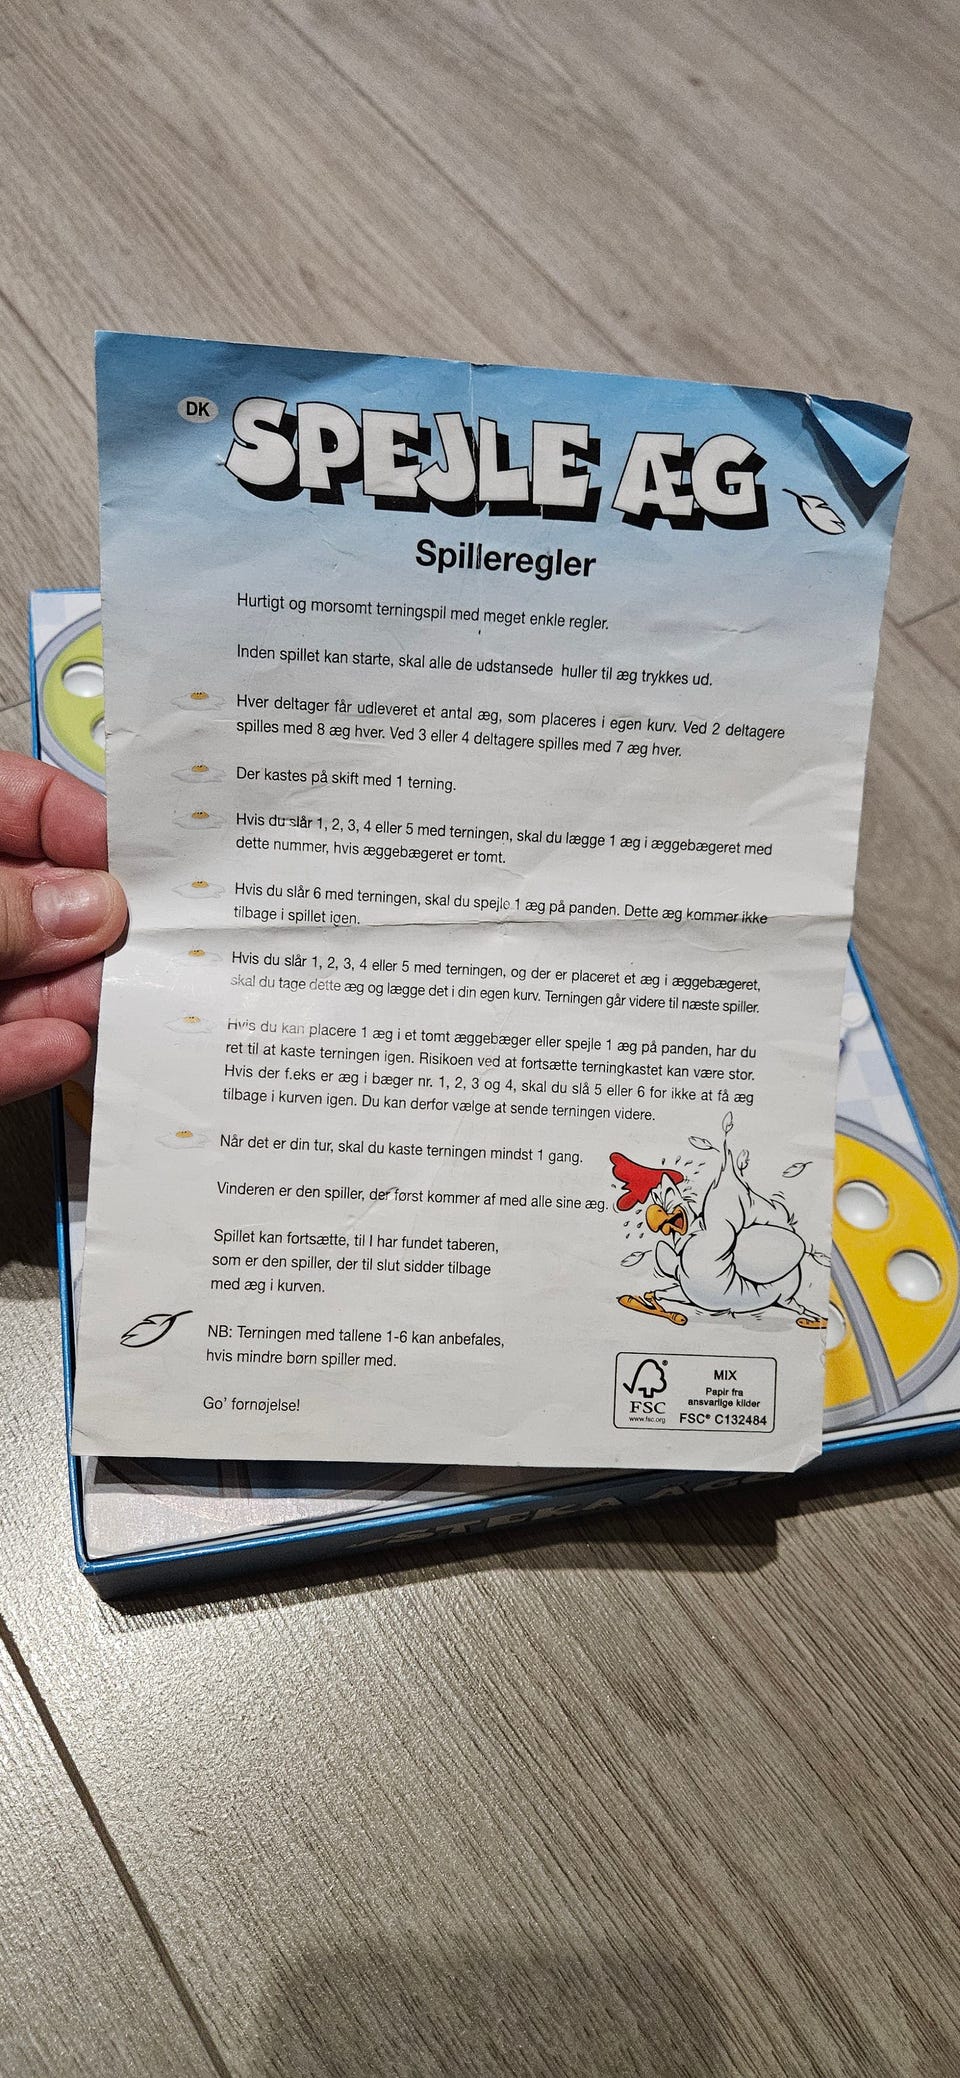 DK
SPEJLE ÆG
Spilleregler
Hurtigt og morsomt terningspil med meget enkle regler.
Inden spillet kan starte, skal alle de udstansede huller til æg trykkes ud.
Hver deltager får udleveret et antal æg, som placeres i egen kurv. Ved 2 deltagere
spilles med 8 æg hver. Ved 3 eller 4 deltagere spilles med 7 æg hver.
Der kastes på skift med 1 terning.
Hvis du slår 1, 2, 3, 4 eller 5 med terningen, skal du lægge 1 æg i æggebægeret med
dette nummer, hvis æggebægeret er tomt.
Hvis du slår 6 med terningen, skal du spejle 1 æg på panden. Dette æg kommer ikke
tilbage i spillet igen.
Hvis du slår 1, 2, 3, 4 eller 5 med terningen, og der er placeret et æg i æggebægeret,
skal du tage dette æg og lægge det i din egen kurv. Terningen går videre til næste spiller.
Hvis du kan placere 1 æg i et tomt æggebæger eller spejle 1 æg på panden, har du
ret til at kaste terningen igen. Risikoen ved at fortsætte terningkastet kan være stor.
Hvis der f.eks er æg i bæger nr. 1, 2, 3 og 4, skal du slå 5 eller 6 for ikke at få æg
tilbage i kurven igen. Du kan derfor vælge at sende terningen videre.
Når det er din tur, skal du kaste terningen mindst 1 gang.
Vinderen er den spiller, der først kommer af med alle sine æg.
Spillet kan fortsætte, til I har fundet taberen,
som er den spiller, der til slut sidder tilbage
med æg i kurven.
NB: Terningen med tallene 1-6 kan anbefales,
hvis mindre børn spiller med.
Go' fornøjelse!
FSC
www.fsc.org
MIX
Papir fra
ansvarlige kilder
FSC® C132484
STEKA ÄGG